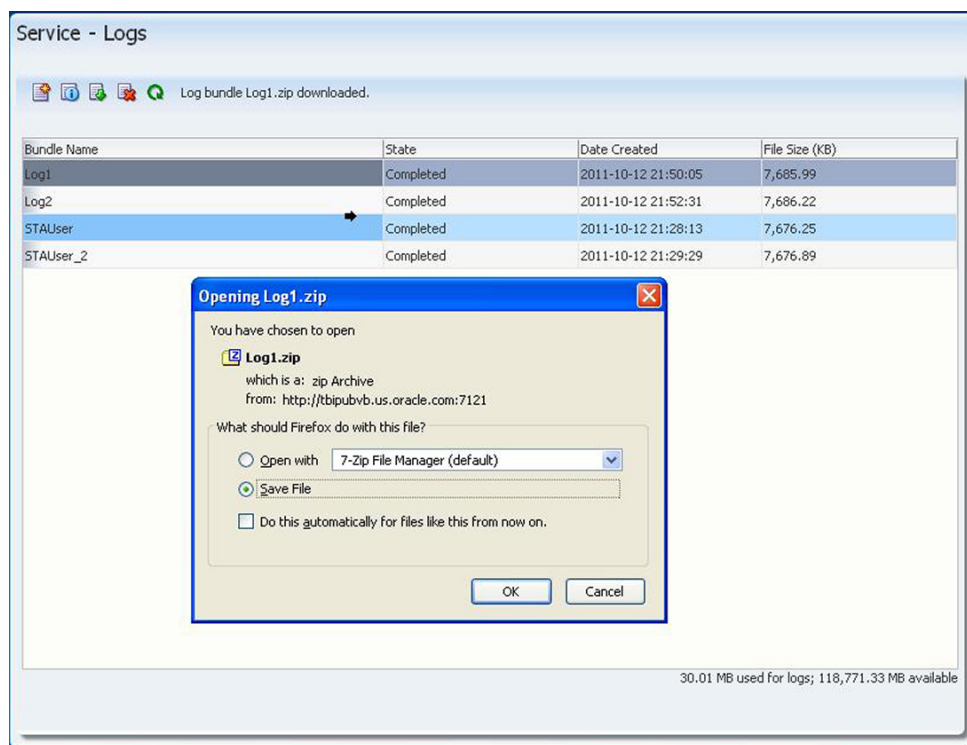 Service - Logs
Log bundle Log1.zip downloaded.
Bundle Name State Date Created File Size (KB)
Log1 Completed 2011-10-12 21:50:05 7,685.99
Log2 Completed 2011-10-12 21:52:31 7,686.22
STAUser Completed 2011-10-12 21:28:13 7,676.25
STAUser_2 Completed 2011-10-12 21:29:29 7,676.89
Opening Log1.zip
You have chosen to open
Log1.zip
which is a: zip Archive
from: http://tbipubvb.us.oracle.com:7121
What should Firefox do with this file?
Open with 7-Zip File Manager (default)
Save File
Do this automatically for files like this from now on.
OK Cancel
30.01 MB used for logs; 118,771.33 MB available